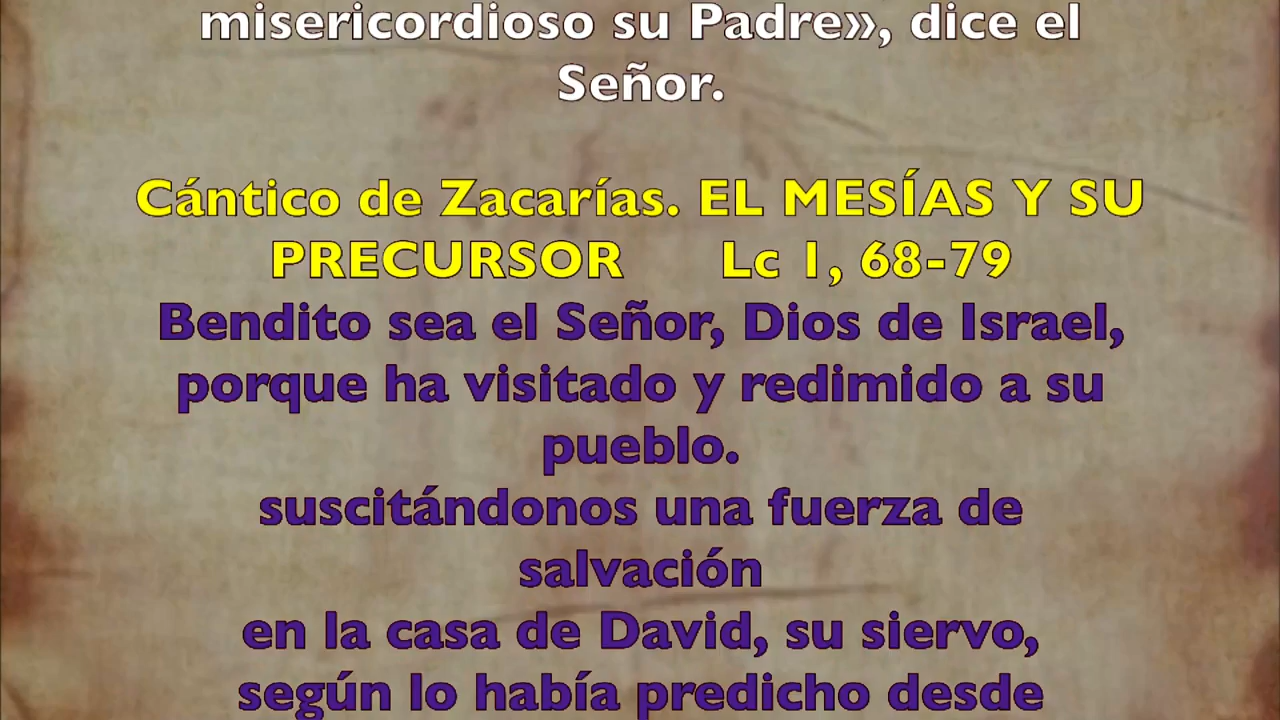 misericordioso su Padre», dice el
Señor.
Cántico de Zacarías. EL MESÍAS Y SU
PRECURSOR Lc 1, 68-79
Bendito sea el Señor, Dios de Israel,
porque ha visitado y redimido a su
pueblo.
suscitándonos una fuerza de
salvación
en la casa de David, su siervo,
según lo había predicho desde